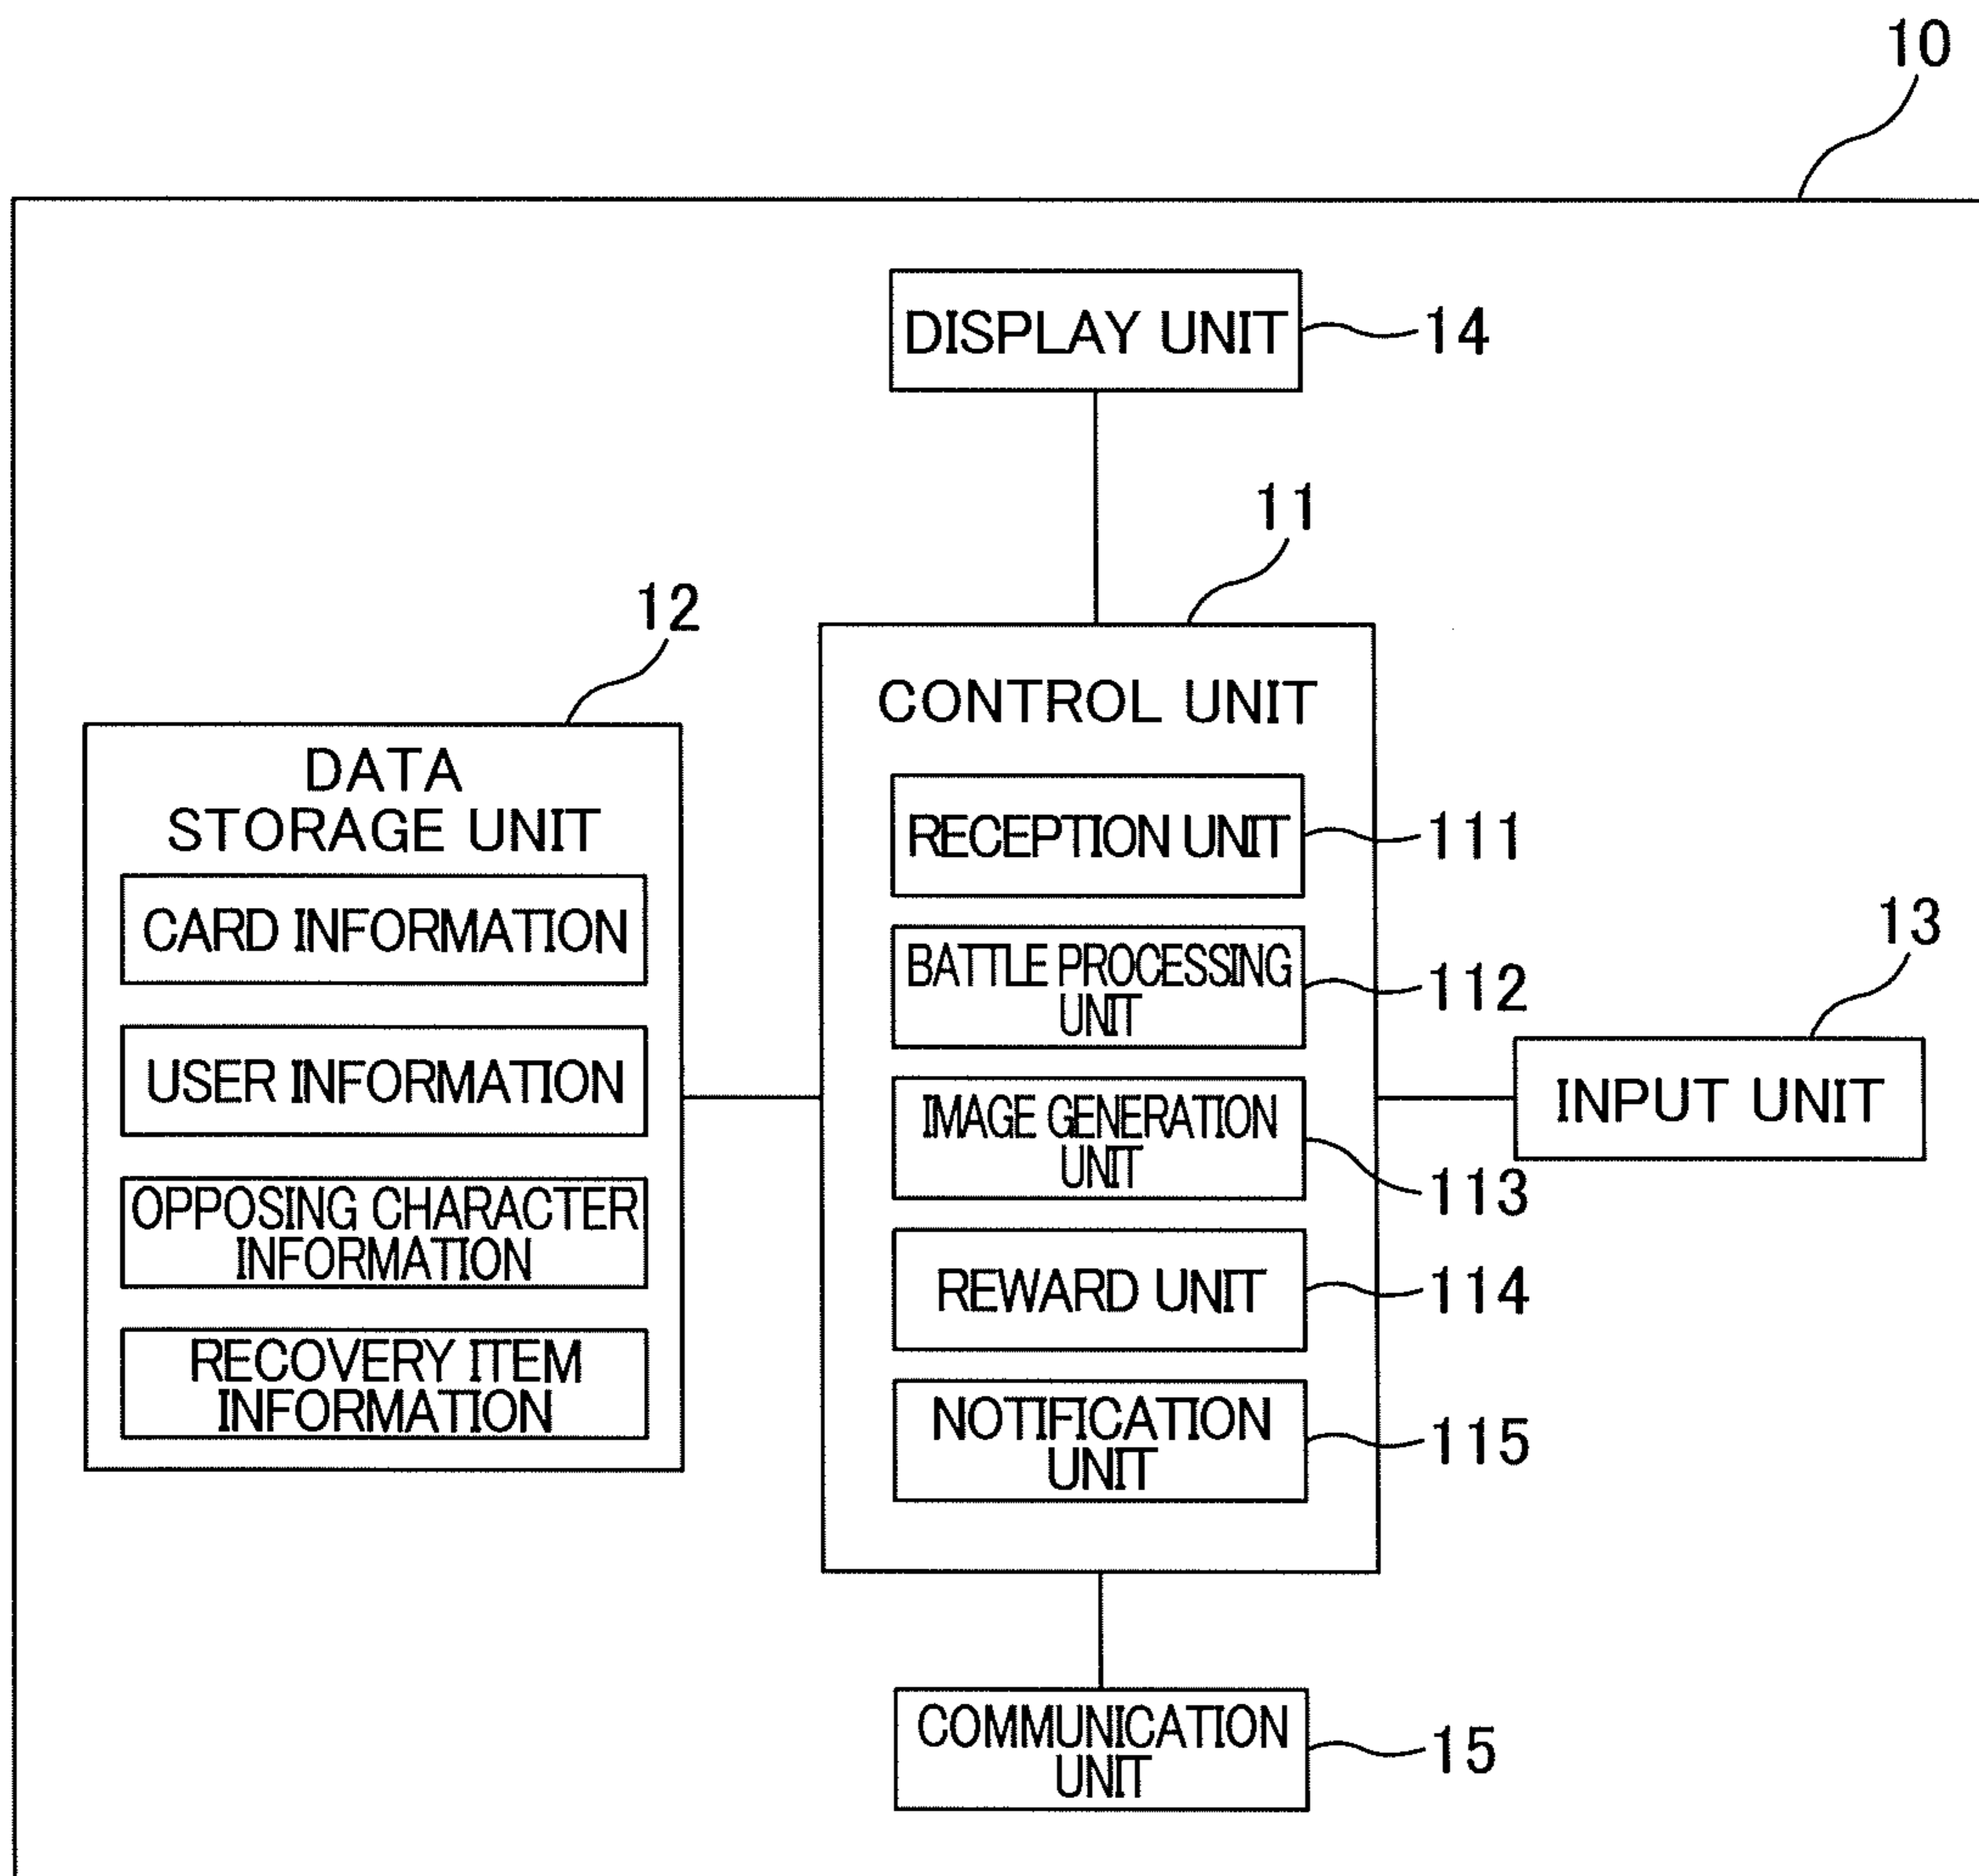 10
DISPLAY UNIT
14
11
12
CONTROL UNIT
DATA
STORAGE UNIT
RECEPTION UNIT
111
CARD INFORMATION
BATTLE PROCESSING
UNIT
112
13
USER INFORMATION
INPUT UNIT
IMAGE GENERATION
UNIT
113
OPPOSING CHARACTER
INFORMATION
REWARD UNIT
114
RECOVERY ITEM
INFORMATION
NOTIFICATION
UNIT
115
COMMUNICATION
UNIT
15